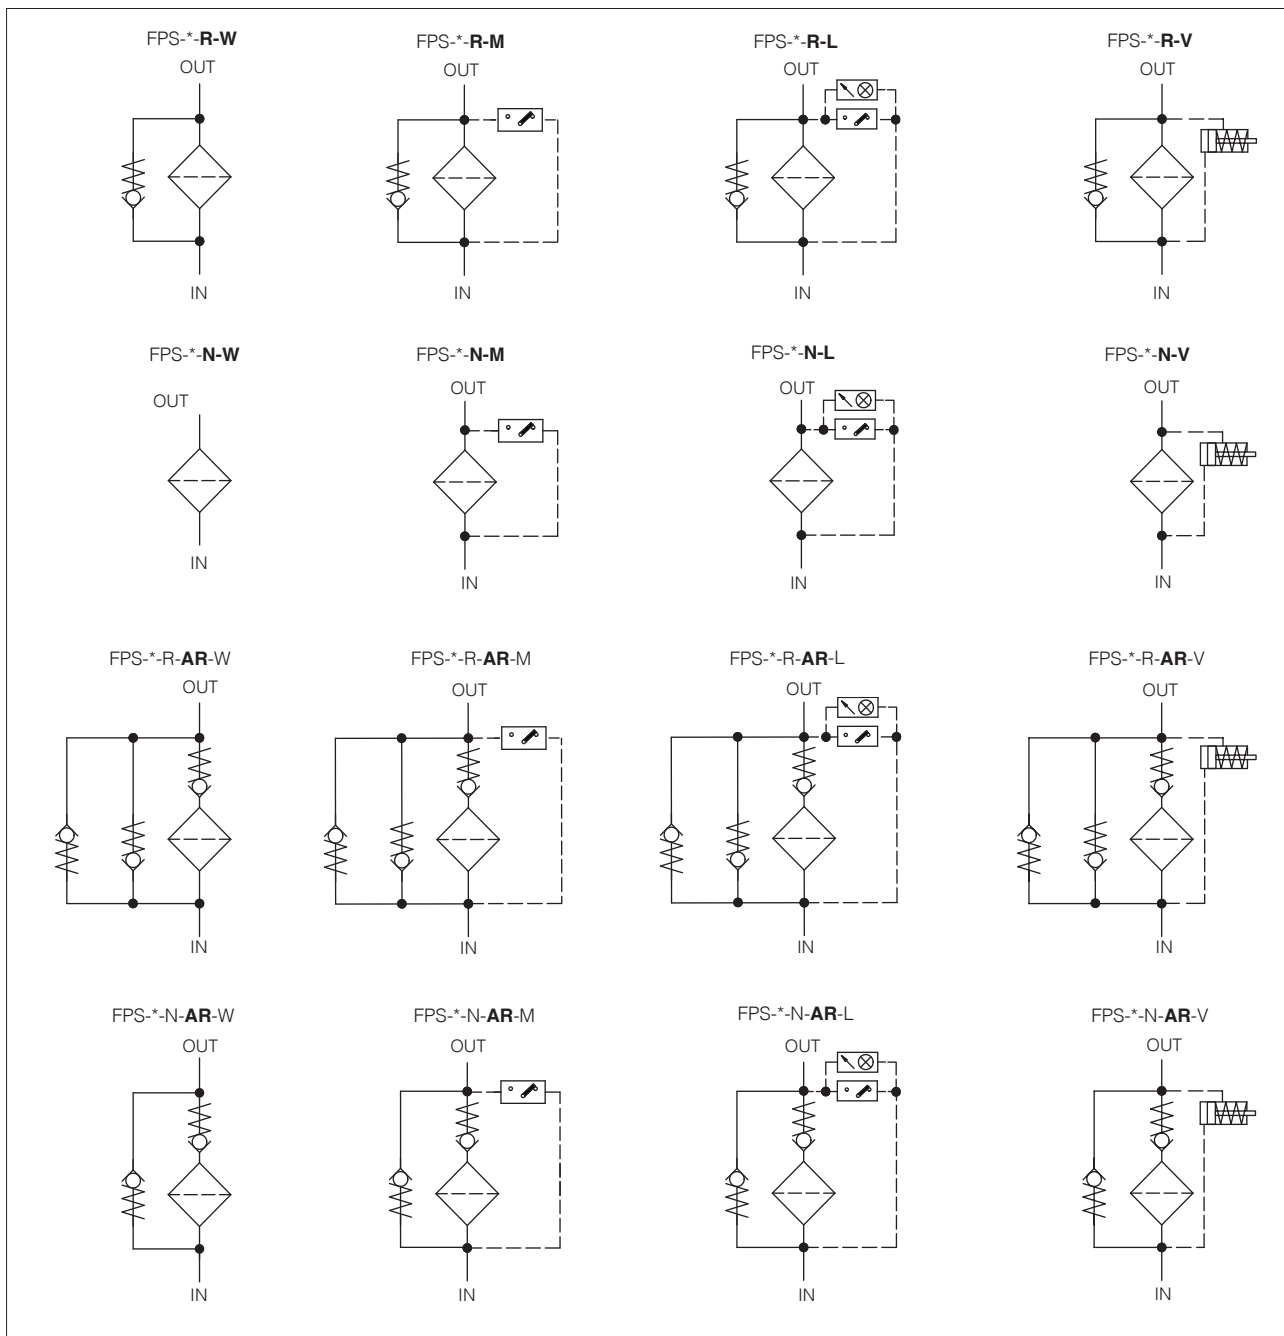 FPS-*-R-W
OUT
IN
FPS-*-R-M
OUT
IN
FPS-*-R-L
OUT
IN
FPS-*-R-V
OUT
IN
FPS-*-N-W
OUT
IN
FPS-*-N-M
OUT
IN
FPS-*-N-L
OUT
IN
FPS-*-N-V
OUT
IN
FPS-*-R-AR-W
OUT
IN
FPS-*-R-AR-M
OUT
IN
FPS-*-R-AR-L
OUT
IN
FPS-*-R-AR-V
OUT
IN
FPS-*-N-AR-W
OUT
IN
FPS-*-N-AR-M
OUT
IN
FPS-*-N-AR-L
OUT
IN
FPS-*-N-AR-V
OUT
IN